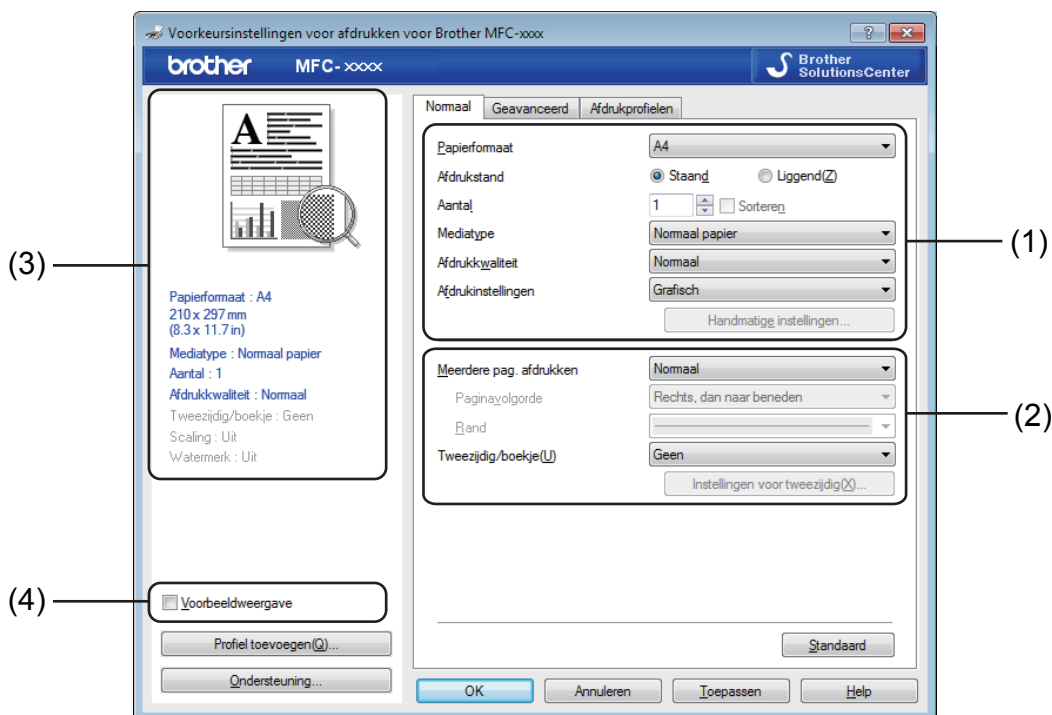 Voorkeursinstellingen voor afdrukken voor Brother MFC-xxxx
brother MFC-xxxx
Brother
SolutionsCenter
A
Papierformaat : A4
210 x 297 mm
(8.3 x 11.7 in)
Mediatype : Normaal papier
Aantal : 1
Afdrukkwaliteit : Normaal
Tweezijdig/boekje : Geen
Scaling : Uit
Watermerk : Uit
(3)
Voorbeeldweergave
(4)
Profiel toevoegen(Q)...
Ondersteuning...
Normaal Geavanceerd Afdrukprofielen
Papierformaat A4
Afdrukstand Staand Liggend(Z)
Aantal 1 Sorteren
Mediatype Normaal papier
(1)
Afdrukkwaliteit Normaal
Afdrukinstellingen Grafisch
Handmatige instellingen...
Meerdere pag. afdrukken Normaal
Paginavolgorde Rechts, dan naar beneden
(2)
Rand
Tweezijdig/boekje(U) Geen
Instellingen voor tweezijdig(X)...
Standaard
OK Annuleren Toepassen Help